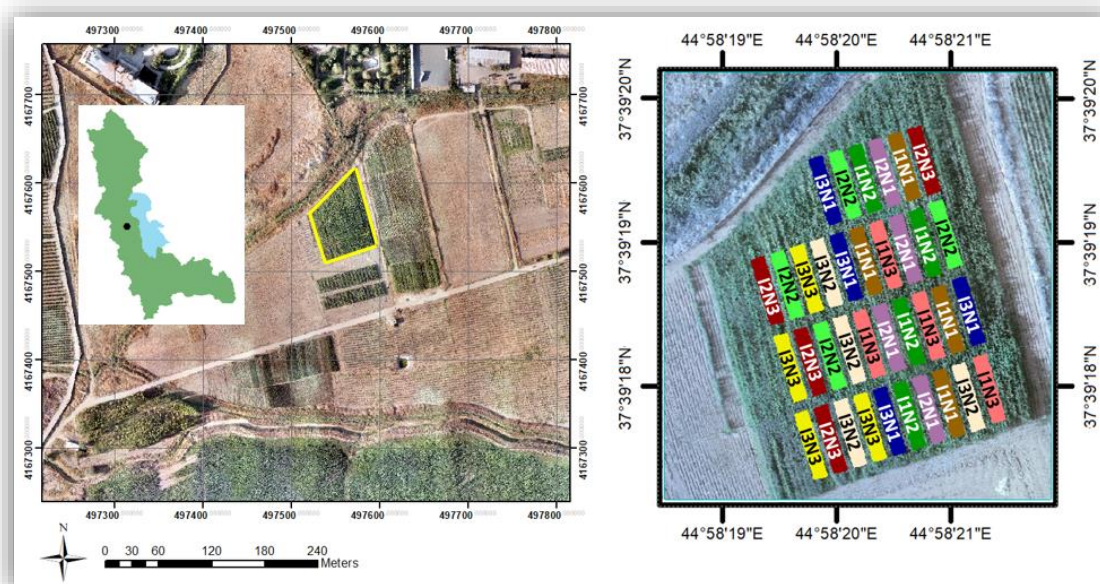 497300 497400 497500 497600 497700 497800
4167700 4167700
4167600 4167600
4167500 4167500
4167400 4167400
4167300 4167300
497300 497400 497500 497600 497700 497800
N
0 30 60 120 180 240
Meters
44°58'19"E 44°58'20"E 44°58'21"E
37°39'20"N 37°39'20"N
37°39'19"N 37°39'19"N
37°39'18"N 37°39'18"N
I3N1 I2N2 I1N2 I2N1 I1N1 I2N3
I2N3 I2N2 I3N3 I3N2 I3N1 I1N1 I1N3 I2N1 I1N2 I2N2
I3N3 I2N3 I2N2 I3N2 I1N3 I2N1 I1N2 I1N3 I1N1 I3N1
I3N3 I2N3 I3N2 I3N3 I3N1 I1N2 I2N1 I1N1 I3N2 I1N3
44°58'19"E 44°58'20"E 44°58'21"E